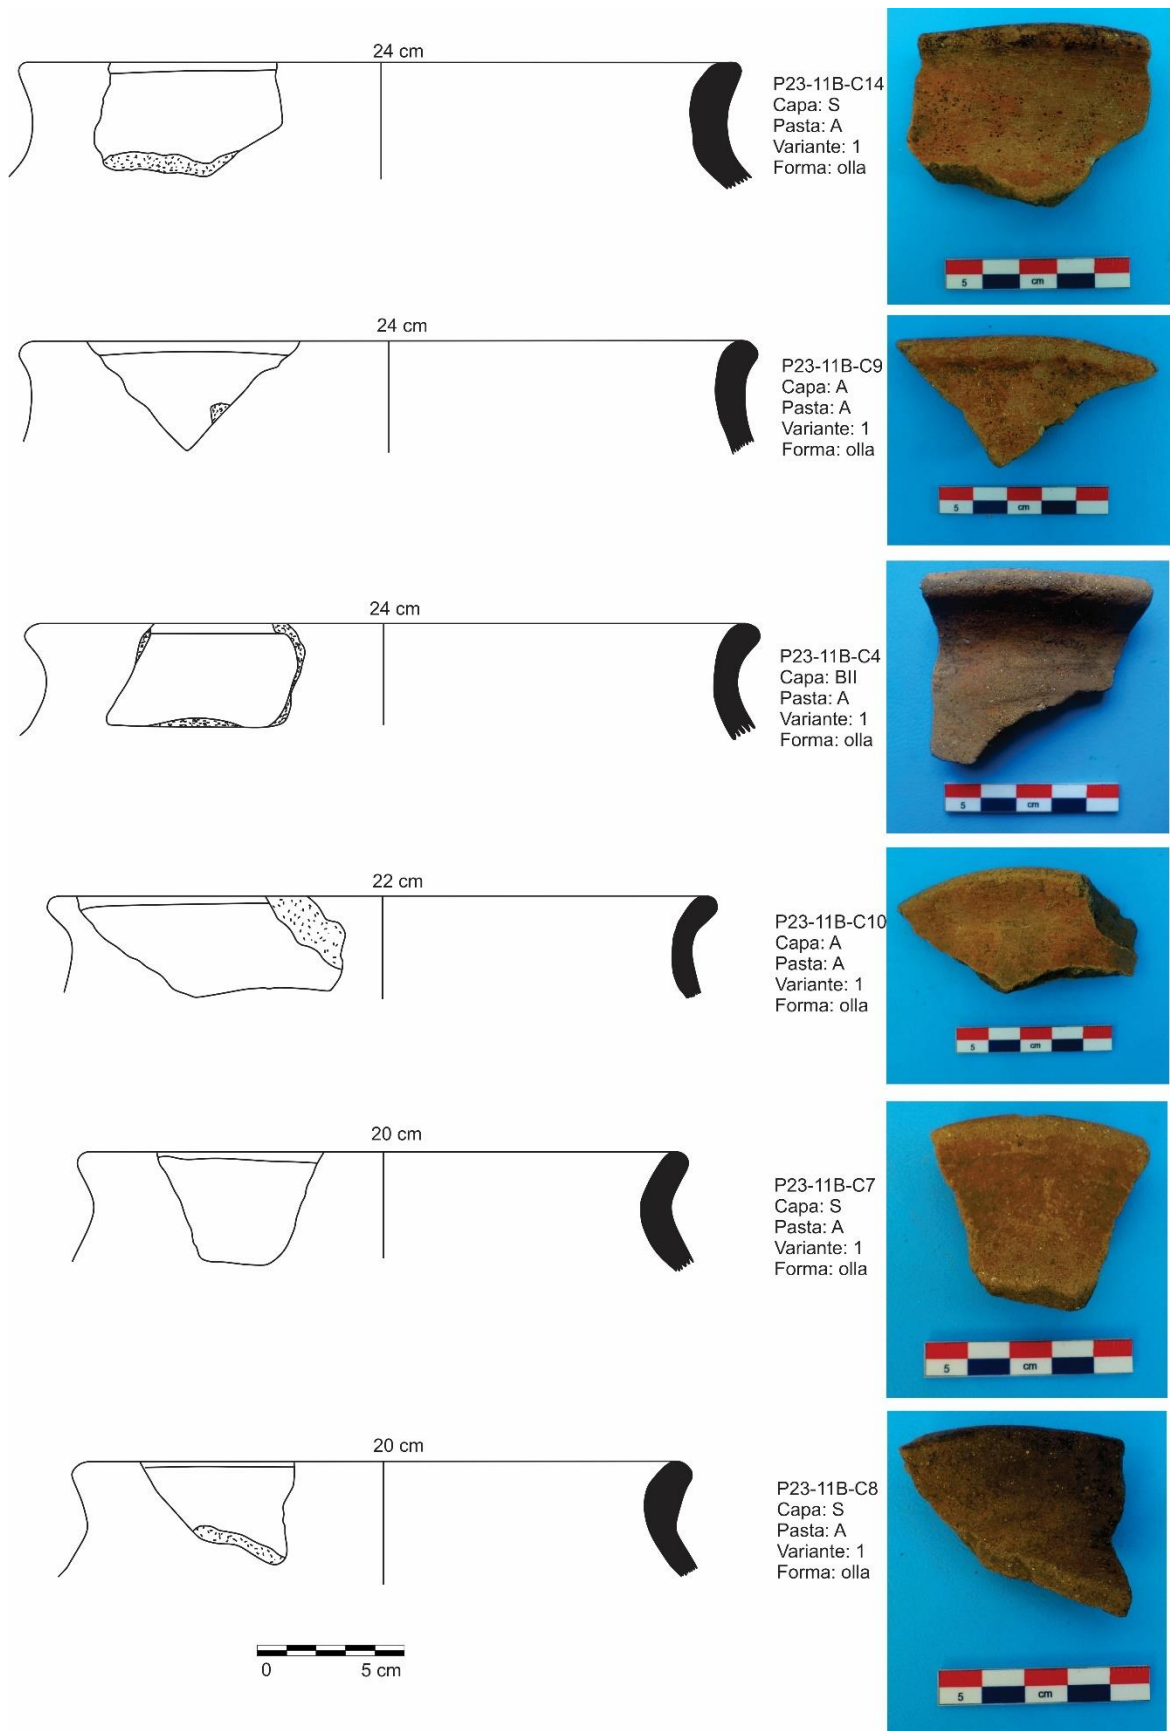 24 cm
P23-11B-C14
Capa: S
Pasta: A
Variante: 1
Forma: olla
5 cm
24 cm
P23-11B-C9
Capa: A
Pasta: A
Variante: 1
Forma: olla
5 cm
24 cm
P23-11B-C4
Capa: BII
Pasta: A
Variante: 1
Forma: olla
5 cm
22 cm
P23-11B-C10
Capa: A
Pasta: A
Variante: 1
Forma: olla
5 cm
20 cm
P23-11B-C7
Capa: S
Pasta: A
Variante: 1
Forma: olla
5 cm
20 cm
P23-11B-C8
Capa: S
Pasta: A
Variante: 1
Forma: olla
5 cm
0 5 cm